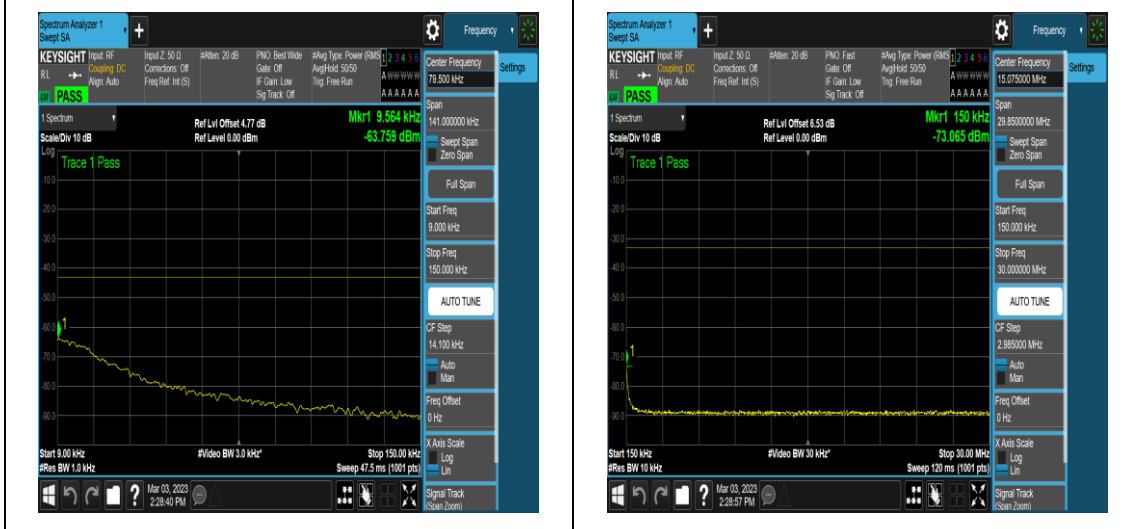 Spectrum Analyzer 1
Swept SA
Frequency
KEYSIGHT
Input: RF
Coupling: DC
Align: Auto
Input Z: 50 Ω
Corrections: Off
Freq Ref: Int (S)
#Atten: 20 dB
PNO: Best Wide
Gate: Off
IF Gain: Low
Sig Track: Off
#Avg Type: Power (RMS
Avg|Hold: 50/50
Trig: Free Run
1 2 3 4 5 6
A W W W W W
A A A A A A
RL
PASS
1 Spectrum
Scale/Div 10 dB
Log
Ref Lvl Offset 4.77 dB
Ref Level 0.00 dBm
Mkr1 9.564 kHz
-63.759 dBm
Trace 1 Pass
-10.0
-20.0
-30.0
-40.0
-50.0
-60.0
-70.0
-80.0
-90.0
1
Start 9.00 kHz
#Res BW 1.0 kHz
#Video BW 3.0 kHz*
Stop 150.00 kHz
Sweep 47.5 ms (1001 pts)
Mar 03, 2023
2:28:40 PM
Center Frequency
79.500 kHz
Settings
Span
141.000000 kHz
Swept Span
Zero Span
Full Span
Start Freq
9.000 kHz
Stop Freq
150.000 kHz
AUTO TUNE
CF Step
14.100 kHz
Auto
Man
Freq Offset
0 Hz
X Axis Scale
Log
Lin
Signal Track
(Span Zoom)
Spectrum Analyzer 1
Swept SA
Frequency
KEYSIGHT
Input: RF
Coupling: DC
Align: Auto
Input Z: 50 Ω
Corrections: Off
Freq Ref: Int (S)
#Atten: 20 dB
PNO: Fast
Gate: Off
IF Gain: Low
Sig Track: Off
#Avg Type: Power (RMS
Avg|Hold: 50/50
Trig: Free Run
1 2 3 4 5 6
A W W W W W
A A A A A A
RL
PASS
1 Spectrum
Scale/Div 10 dB
Log
Ref Lvl Offset 6.53 dB
Ref Level 0.00 dBm
Mkr1 150 kHz
-73.065 dBm
Trace 1 Pass
-10.0
-20.0
-30.0
-40.0
-50.0
-60.0
-70.0
-80.0
-90.0
1
Start 150 kHz
#Res BW 10 kHz
#Video BW 30 kHz*
Stop 30.00 MHz
Sweep 120 ms (1001 pts)
Mar 03, 2023
2:28:57 PM
Center Frequency
15.075000 MHz
Settings
Span
29.8500000 MHz
Swept Span
Zero Span
Full Span
Start Freq
150.000 kHz
Stop Freq
30.000000 MHz
AUTO TUNE
CF Step
2.985000 MHz
Auto
Man
Freq Offset
0 Hz
X Axis Scale
Log
Lin
Signal Track
(Span Zoom)